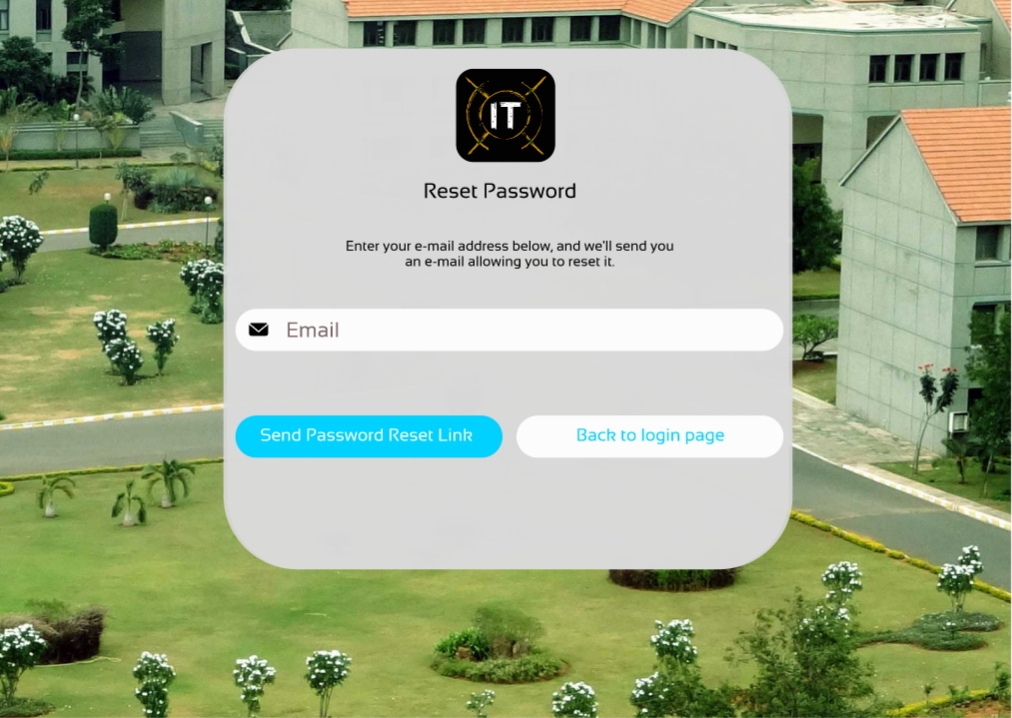 IT
Reset Password
Enter your e-mail address below, and we'll send you
an e-mail allowing you to reset it.
Email
Send Password Reset Link
Back to login page